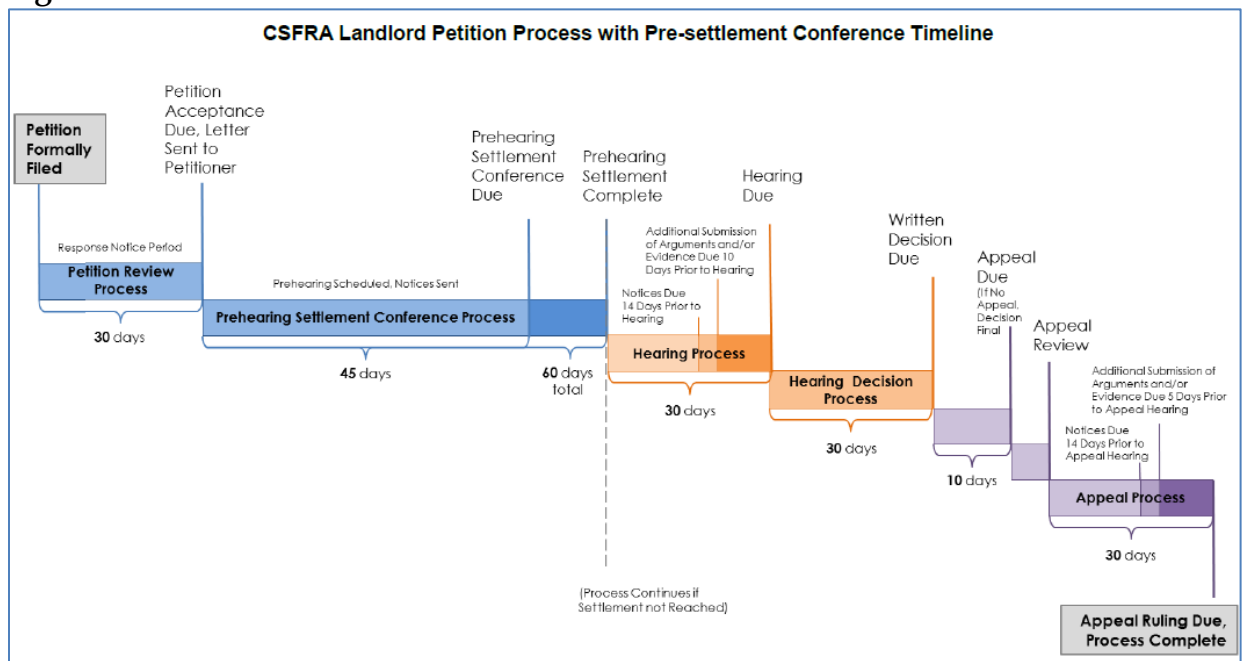 CSFRA Landlord Petition Process with Pre-settlement Conference Timeline
Petition
Formally
Filed
Petition
Acceptance
Due, Letter
Sent to
Petitioner
Prehearing
Settlement
Conference
Due
Prehearing
Settlement
Complete
Hearing
Due
Written
Decision
Due
Appeal
Due
(If No
Appeal,
Decision
Final
Appeal
Review
Response Notice Period
Petition Review
Process
30 days
Prehearing Scheduled, Notices Sent
Prehearing Settlement Conference Process
45 days
60 days
total
Additional Submission
of Arguments and/or
Evidence Due 10
Days Prior to Hearing
Notices Due
14 Days Prior to
Hearing
Hearing Process
30 days
Hearing Decision
Process
30 days
10 days
Additional Submission of
Arguments and/or
Evidence Due 5 Days Prior
to Appeal Hearing
Notices Due
14 Days Prior to
Appeal Hearing
Appeal Process
30 days
(Process Continues if
Settlement not Reached)
Appeal Ruling Due,
Process Complete